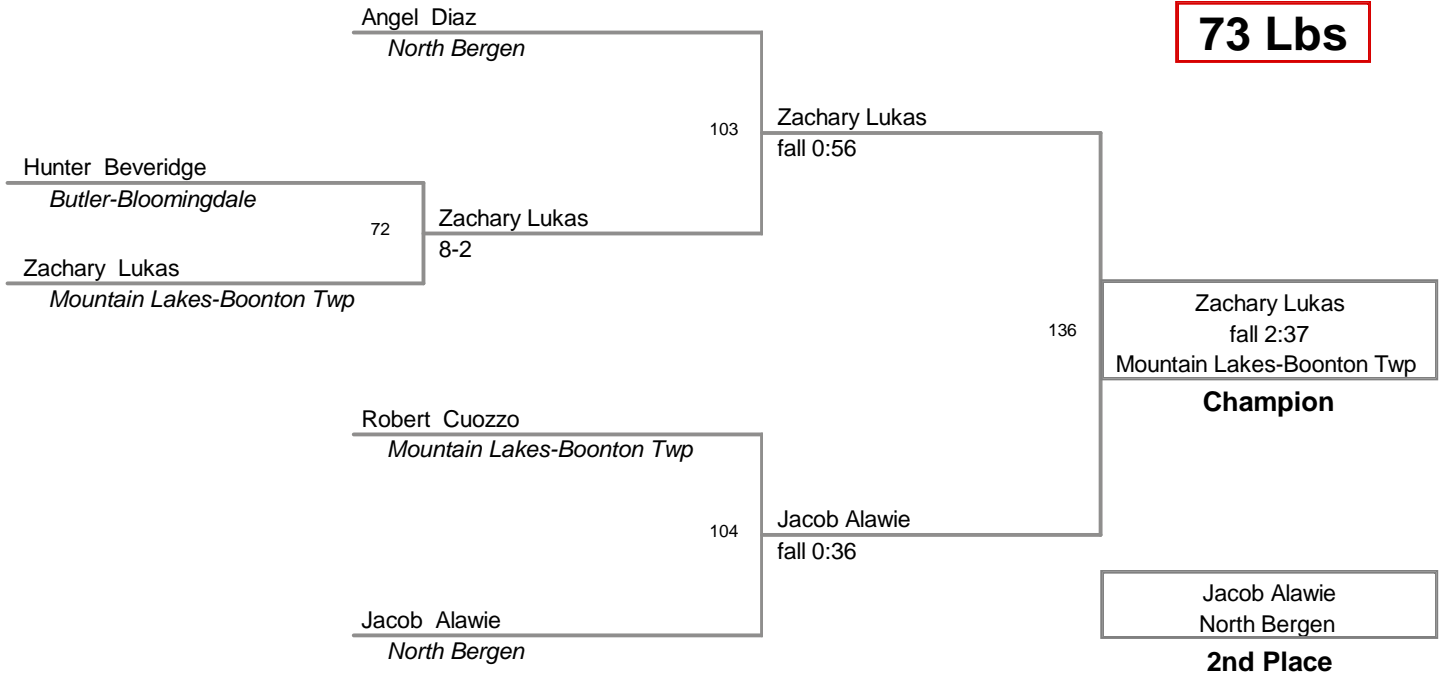 Angel Diaz
North Bergen
73 Lbs
103
Zachary Lukas
fall 0:56
Hunter Beveridge
Butler-Bloomingdale
72
Zachary Lukas
8-2
Zachary Lukas
Mountain Lakes-Boonton Twp
136
Zachary Lukas
fall 2:37
Mountain Lakes-Boonton Twp
Champion
Robert Cuozzo
Mountain Lakes-Boonton Twp
104
Jacob Alawie
fall 0:36
Jacob Alawie
North Bergen
Jacob Alawie
North Bergen
2nd Place